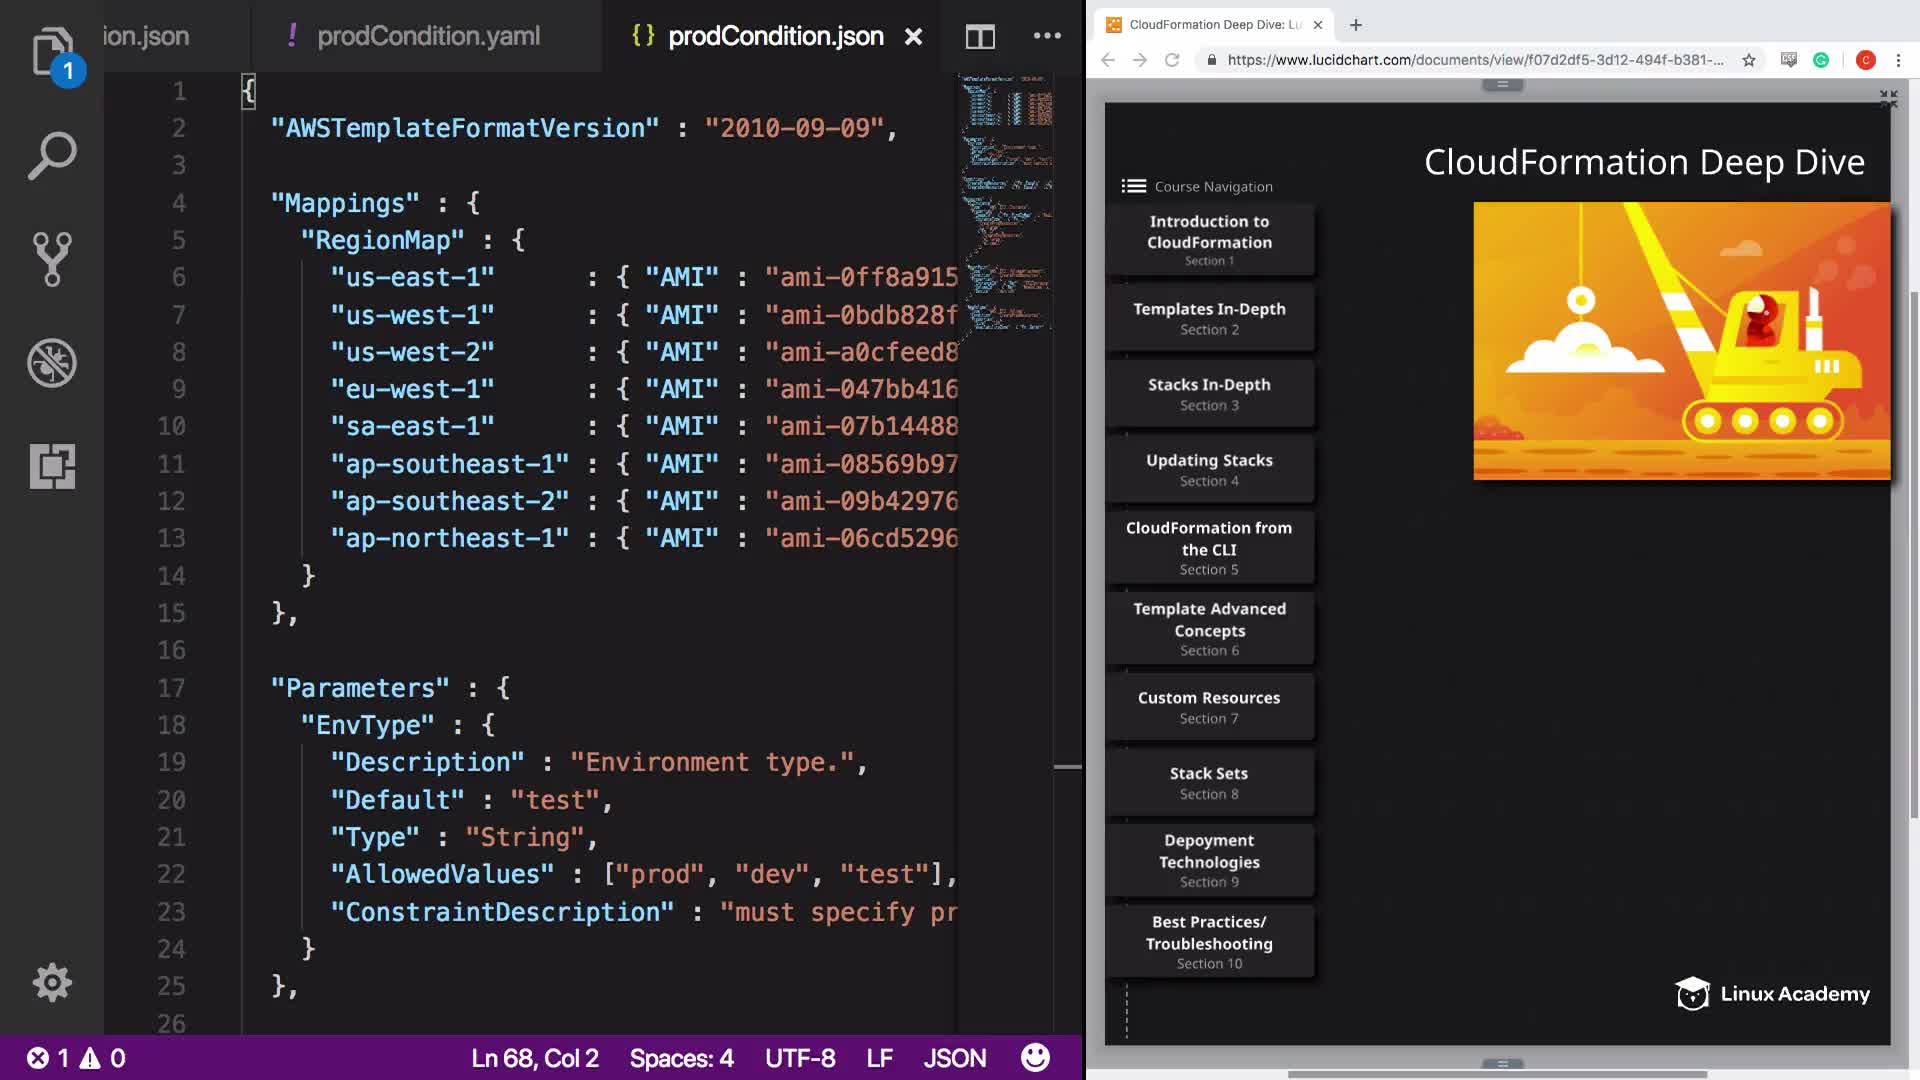 ion.json
! prodCondition.yaml
{} prodCondition.json
1
1 {
2 "AWSTemplateFormatVersion" : "2010-09-09",
3
4 "Mappings" : {
5 "RegionMap" : {
6 "us-east-1" : { "AMI" : "ami-0ff8a915
7 "us-west-1" : { "AMI" : "ami-0bdb828f
8 "us-west-2" : { "AMI" : "ami-a0cfeed8
9 "eu-west-1" : { "AMI" : "ami-047bb416
10 "sa-east-1" : { "AMI" : "ami-07b14488
11 "ap-southeast-1" : { "AMI" : "ami-08569b97
12 "ap-southeast-2" : { "AMI" : "ami-09b42976
13 "ap-northeast-1" : { "AMI" : "ami-06cd5296
14 }
15 },
16
17 "Parameters" : {
18 "EnvType" : {
19 "Description" : "Environment type.",
20 "Default" : "test",
21 "Type" : "String",
22 "AllowedValues" : ["prod", "dev", "test"],
23 "ConstraintDescription" : "must specify pr
24 }
25 },
26
1 0
Ln 68, Col 2 Spaces: 4 UTF-8 LF JSON
CloudFormation Deep Dive: Lu
https://www.lucidchart.com/documents/view/f07d2df5-3d12-494f-b381-...
C
CloudFormation Deep Dive
Course Navigation
Introduction to
CloudFormation
Section 1
Templates In-Depth
Section 2
Stacks In-Depth
Section 3
Updating Stacks
Section 4
CloudFormation from
the CLI
Section 5
Template Advanced
Concepts
Section 6
Custom Resources
Section 7
Stack Sets
Section 8
Depoyment
Technologies
Section 9
Best Practices/
Troubleshooting
Section 10
Linux Academy